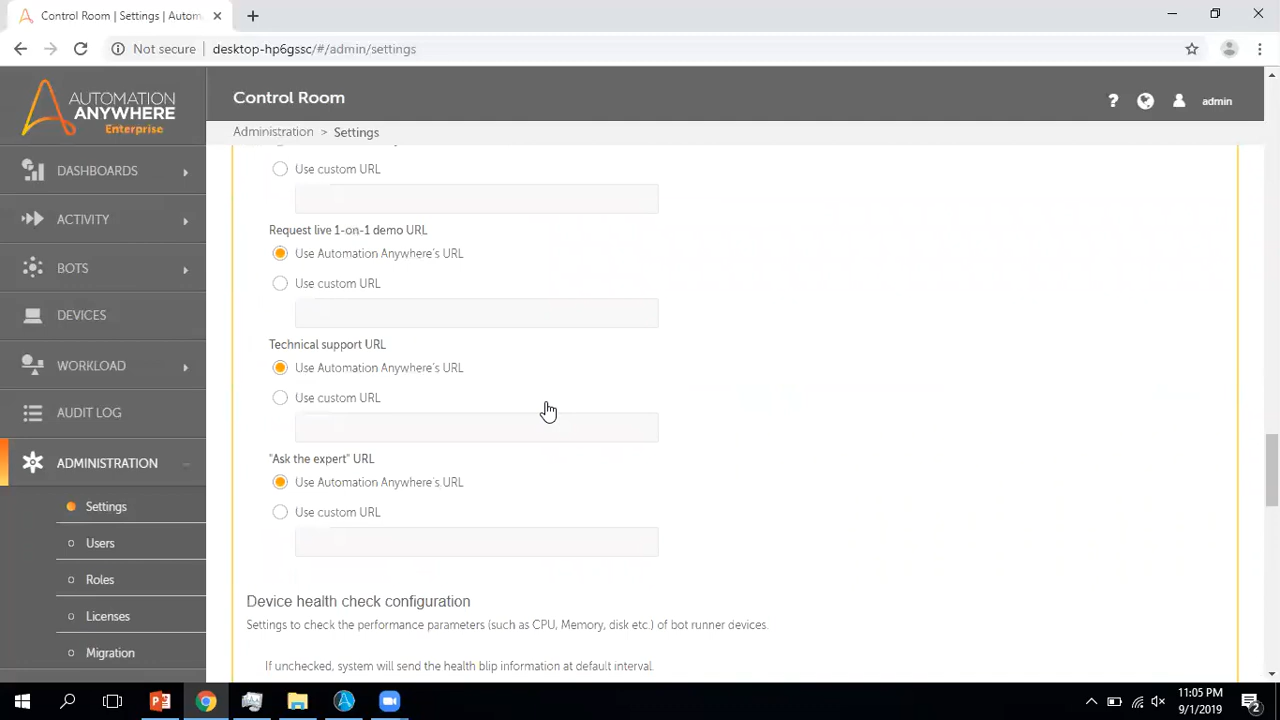 Control Room | Settings | Autom
Not secure | desktop-hp6gssc/#/admin/settings
AUTOMATION
ANYWHERE
Enterprise
Control Room
? admin
Administration > Settings
DASHBOARDS
ACTIVITY
BOTS
DEVICES
WORKLOAD
AUDIT LOG
ADMINISTRATION
Settings
Users
Roles
Licenses
Migration
Use custom URL
Request live 1-on-1 demo URL
Use Automation Anywhere's URL
Use custom URL
Technical support URL
Use Automation Anywhere's URL
Use custom URL
"Ask the expert" URL
Use Automation Anywhere's URL
Use custom URL
Device health check configuration
Settings to check the performance parameters (such as CPU, Memory, disk etc.) of bot runner devices.
If unchecked, system will send the health blip information at default interval.
11:05 PM
9/1/2019
2